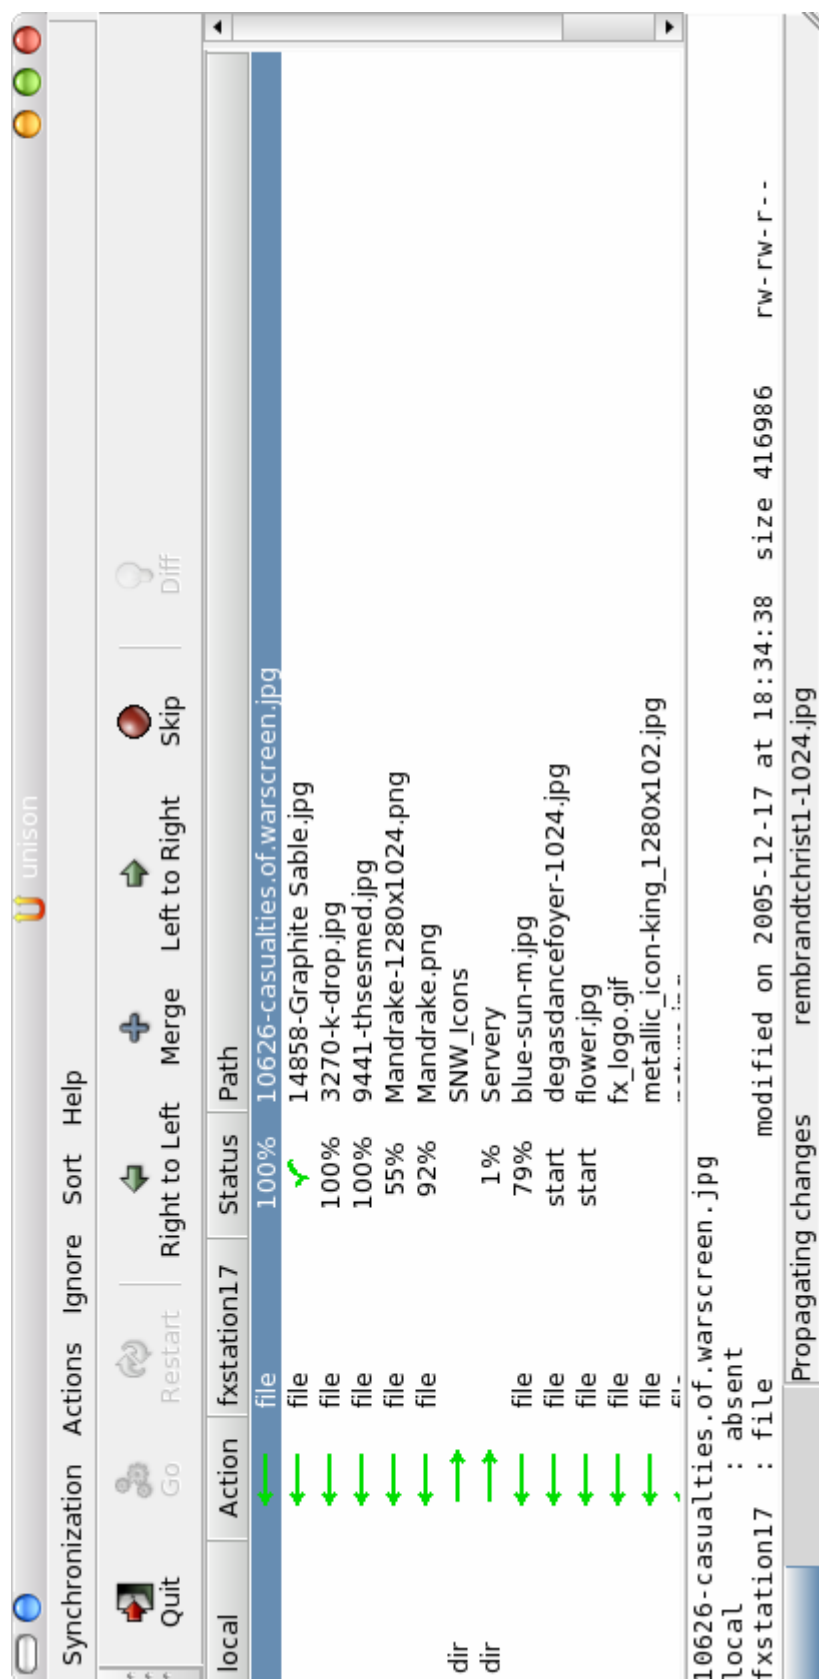 unison
Synchronization Actions Ignore Sort Help
Quit Go Restart Right to Left Merge Left to Right Skip Diff
local Action fxstation17 Status Path
file 100% 10626-casualties.of.warscreen.jpg
file 14858-Graphite Sable.jpg
file 100% 3270-k-drop.jpg
file 100% 9441-thsesmed.jpg
file 55% Mandrake-1280x1024.png
file 92% Mandrake.png
dir SNW_Icons
dir 1% Servery
file 79% blue-sun-m.jpg
file start degasdancefoyer-1024.jpg
file start flower.jpg
file fx_logo.gif
file metallic_icon-king_1280x102.jpg
10626-casualties.of.warscreen.jpg
local : absent
fxstation17 : file modified on 2005-12-17 at 18:34:38 size 416986 rw-rw-r--
Propagating changes rembrandtchrist1-1024.jpg